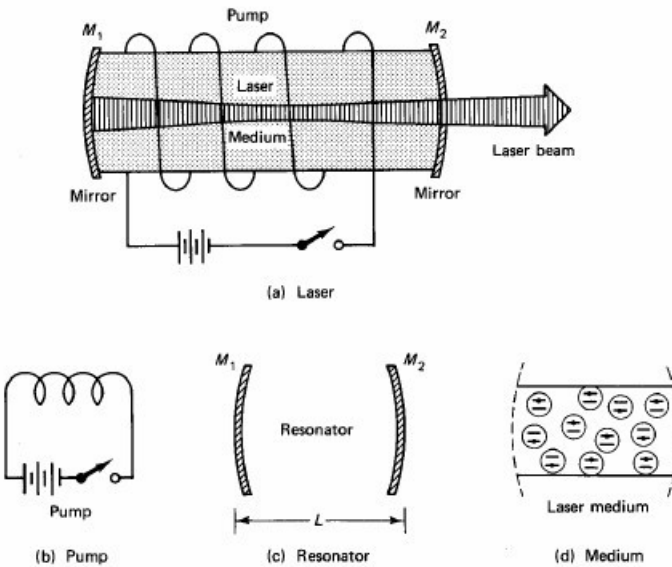 M1
Pump
M2
Laser
Medium
Laser beam
Mirror
Mirror
(a) Laser
M1
M2
Resonator
L
Pump
Laser medium
(b) Pump
(c) Resonator
(d) Medium